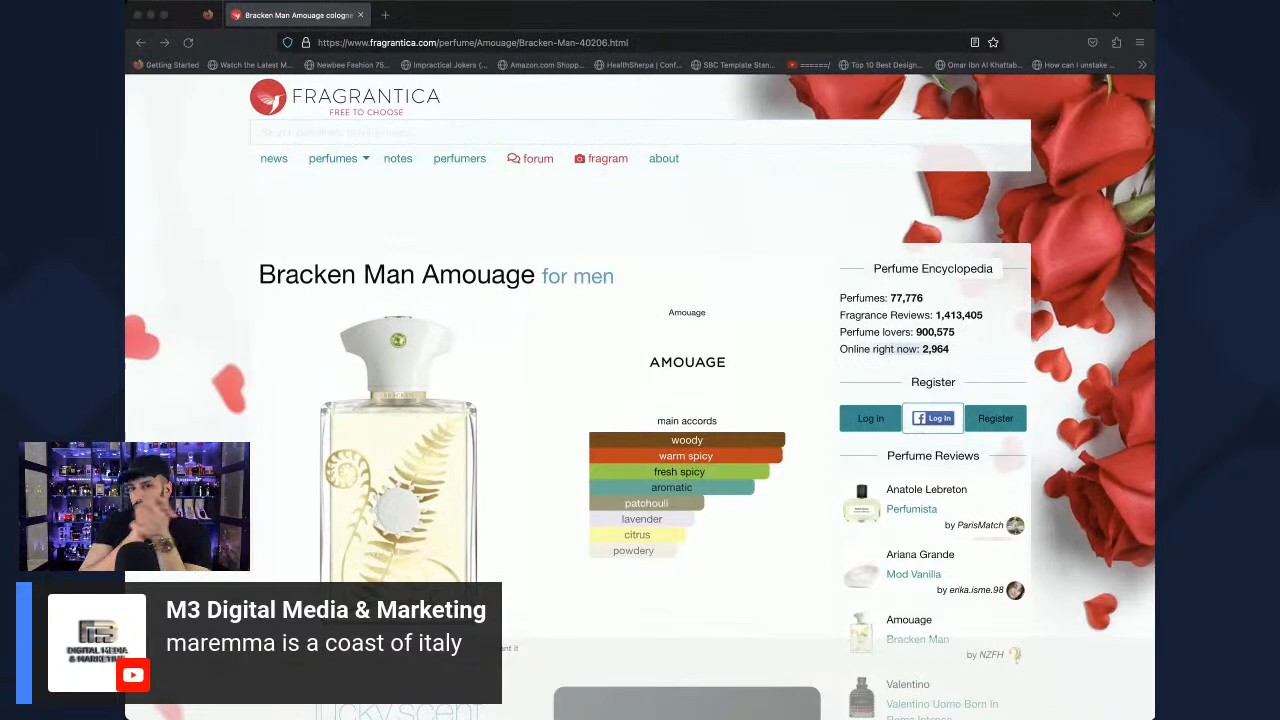 Bracken Man Amouage cologne
https://www.fragrantica.com/perfume/Amouage/Bracken-Man-40206.html
Getting Started
Watch the Latest M...
Newbee Fashion 75...
Impractical Jokers (...
Amazon.com Shopp...
HealthSherpa | Conf...
SBC Template Stan...
======/
Top 10 Best Design...
Omar Ibn Al Khattab...
How can I unstake ...
FRAGRANTICA
FREE TO CHOOSE
news
perfumes
notes
perfumers
forum
fragram
about
Bracken Man Amouage for men
Amouage
AMOUAGE
main accords
woody
warm spicy
fresh spicy
aromatic
patchouli
lavender
citrus
powdery
BRACKEN
Perfume Encyclopedia
Perfumes: 77,776
Fragrance Reviews: 1,413,405
Perfume lovers: 900,575
Online right now: 2,964
Register
Log in
Log In
Register
Perfume Reviews
Anatole Lebreton
Perfumista
by ParisMatch
Ariana Grande
Mod Vanilla
by erika.isme.98
Amouage
Bracken Man
by NZFH
Valentino
Valentino Uomo Born In
Roma Intense
M3 Digital Media & Marketing
maremma is a coast of italy
DIGITAL MEDIA
& MARKETING
ant it
luckyscent